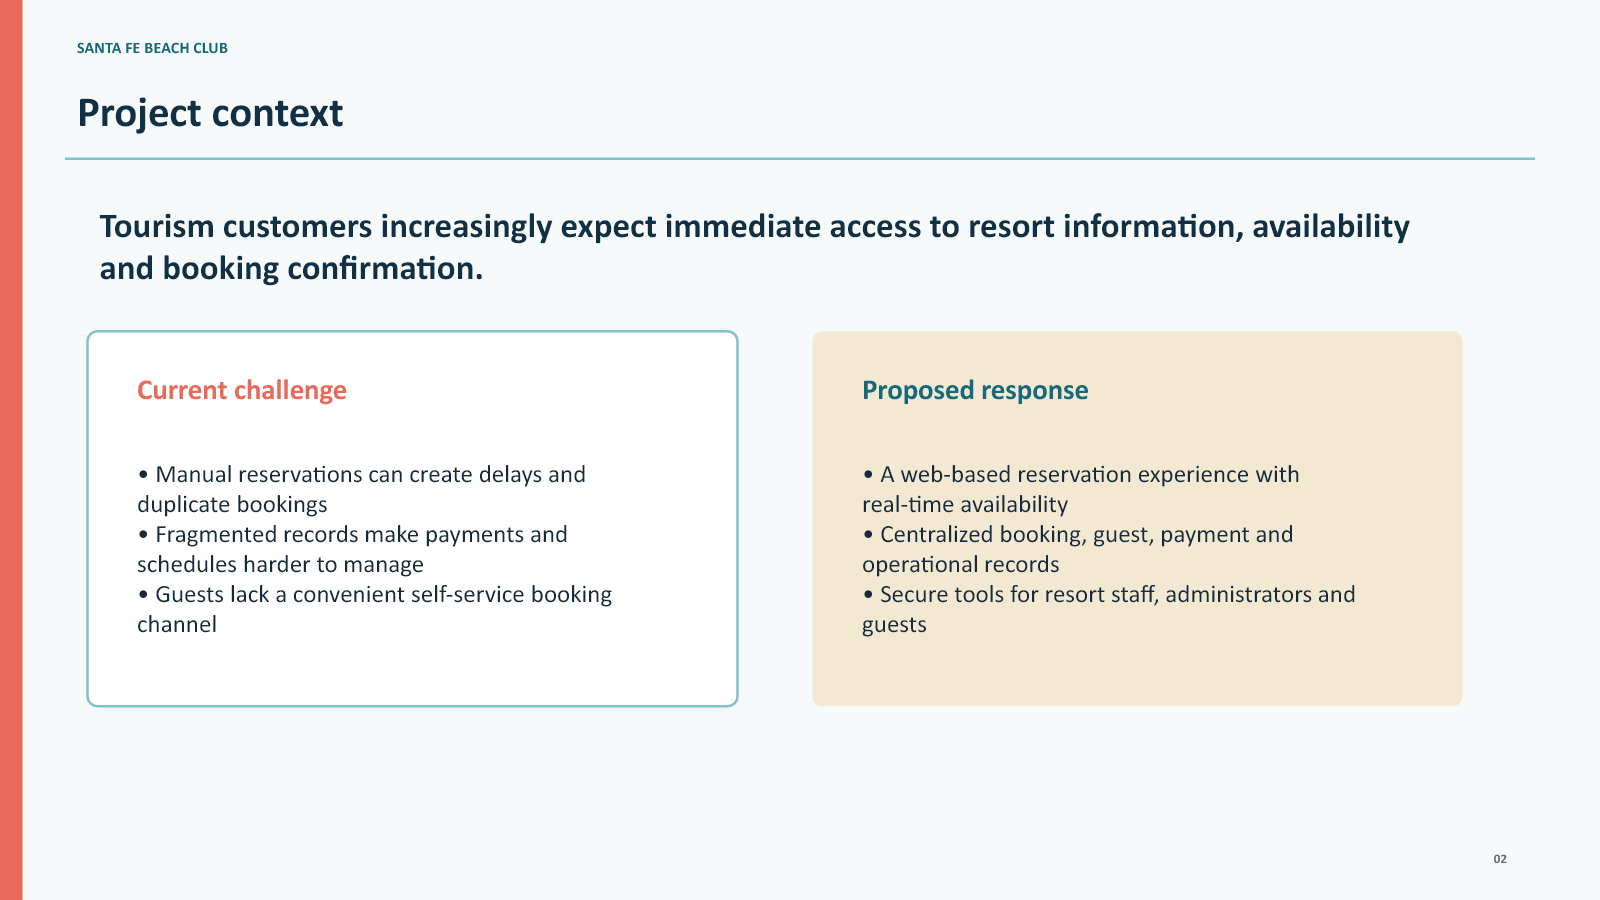 SANTA FE BEACH CLUB
Project context
Tourism customers increasingly expect immediate access to resort information, availability
and booking confirmation.
Current challenge
• Manual reservations can create delays and
duplicate bookings
• Fragmented records make payments and
schedules harder to manage
• Guests lack a convenient self-service booking
channel
Proposed response
• A web-based reservation experience with
real-time availability
• Centralized booking, guest, payment and
operational records
• Secure tools for resort staff, administrators and
guests
02